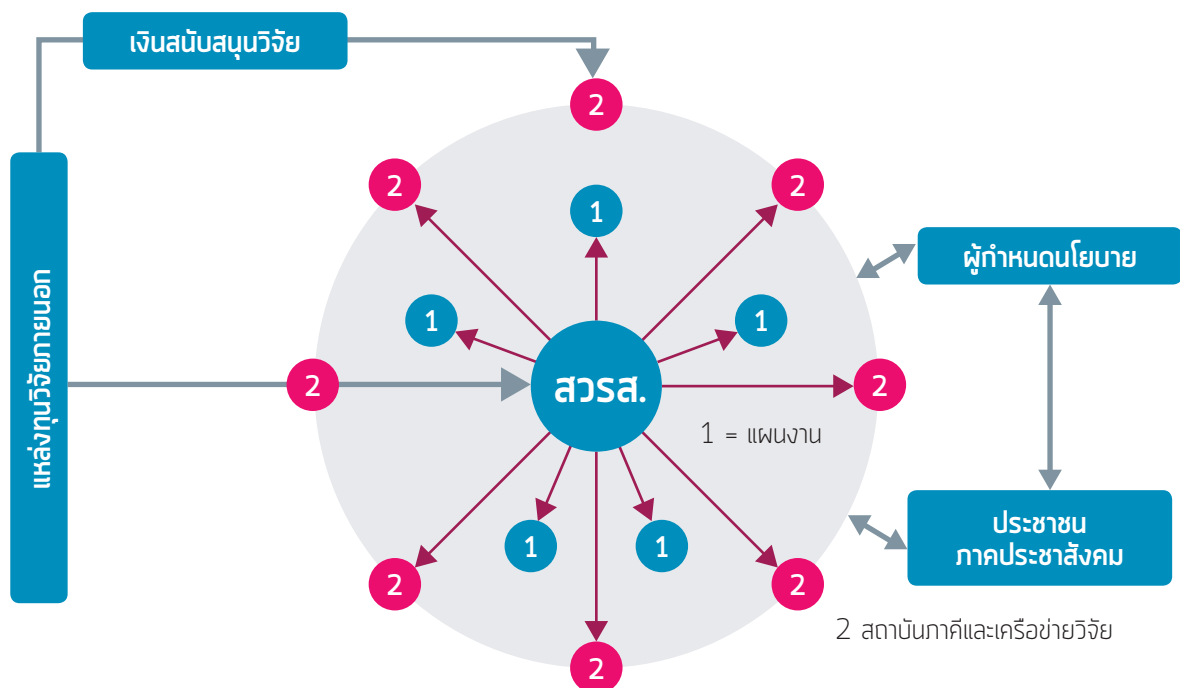 เงินสนับสนุนวิจัย
2
2
2
1
แหล่งทุนวิจัยภายนอก
ผู้กำหนดนโยบาย
1
1
2
สวรส.
2
1 = แผนงาน
ประชาชน
ภาคประชาสังคม
1
1
2
2
2 สถาบันภาคีและเครือข่ายวิจัย
2